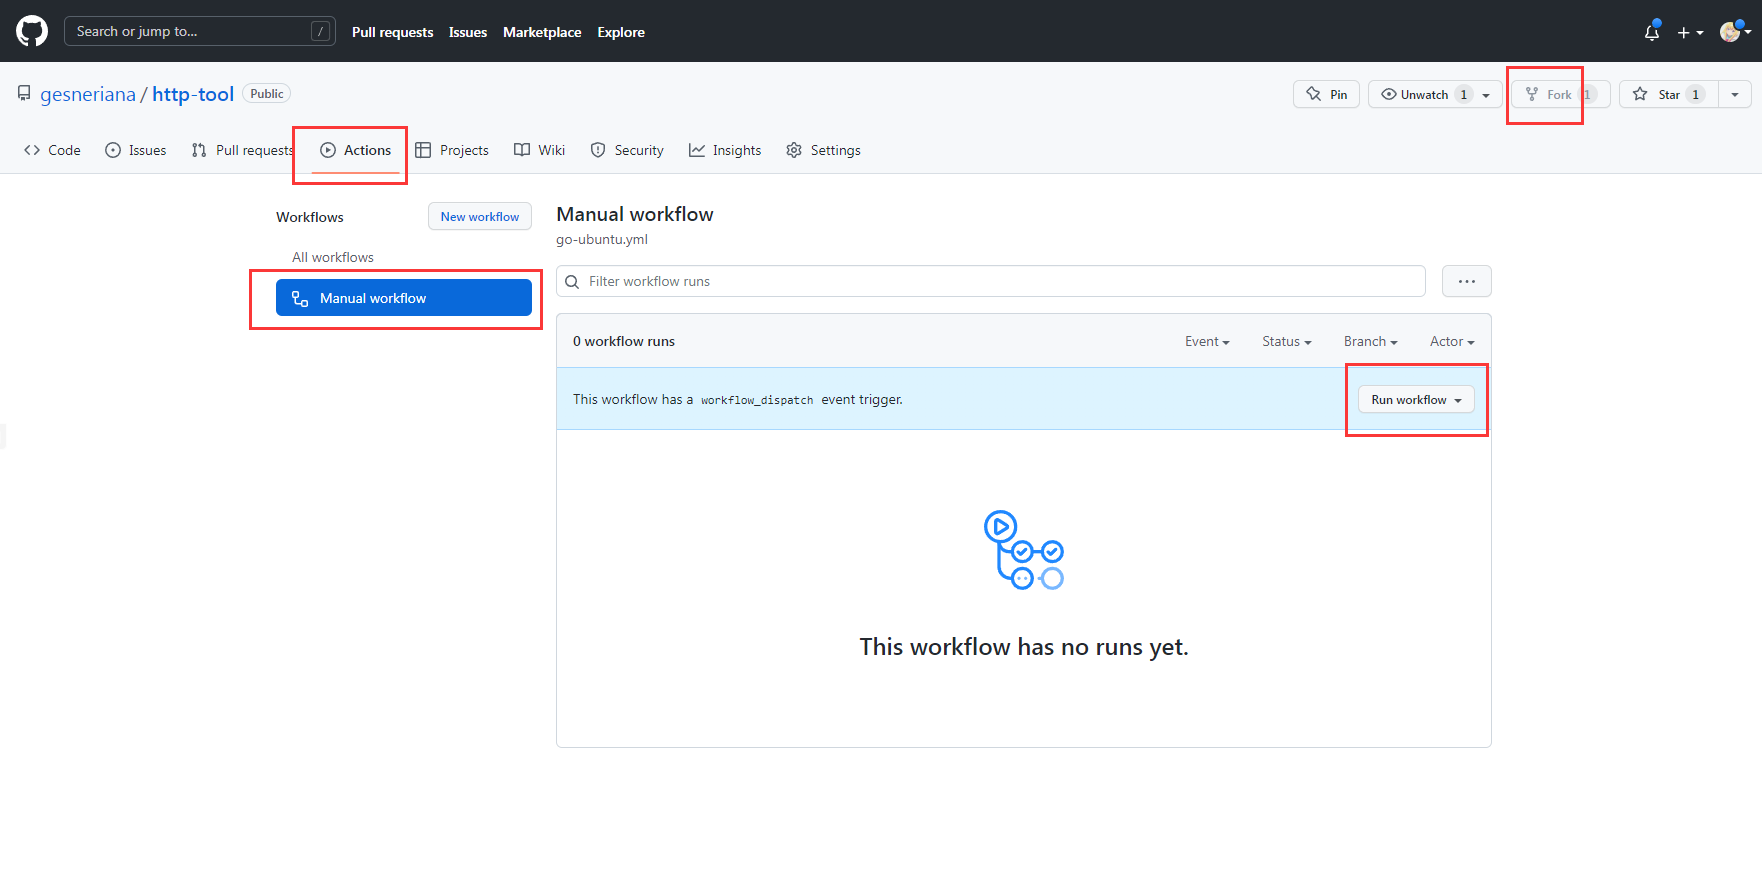 Search or jump to... / Pull requests Issues Marketplace Explore
gesneriana / http-tool Public Pin Unwatch 1 Fork 1 Star 1
Code Issues Pull requests Actions Projects Wiki Security Insights Settings
Workflows New workflow
All workflows
Manual workflow
Manual workflow
go-ubuntu.yml
Filter workflow runs ...
0 workflow runs Event Status Branch Actor
This workflow has a workflow_dispatch event trigger. Run workflow
This workflow has no runs yet.